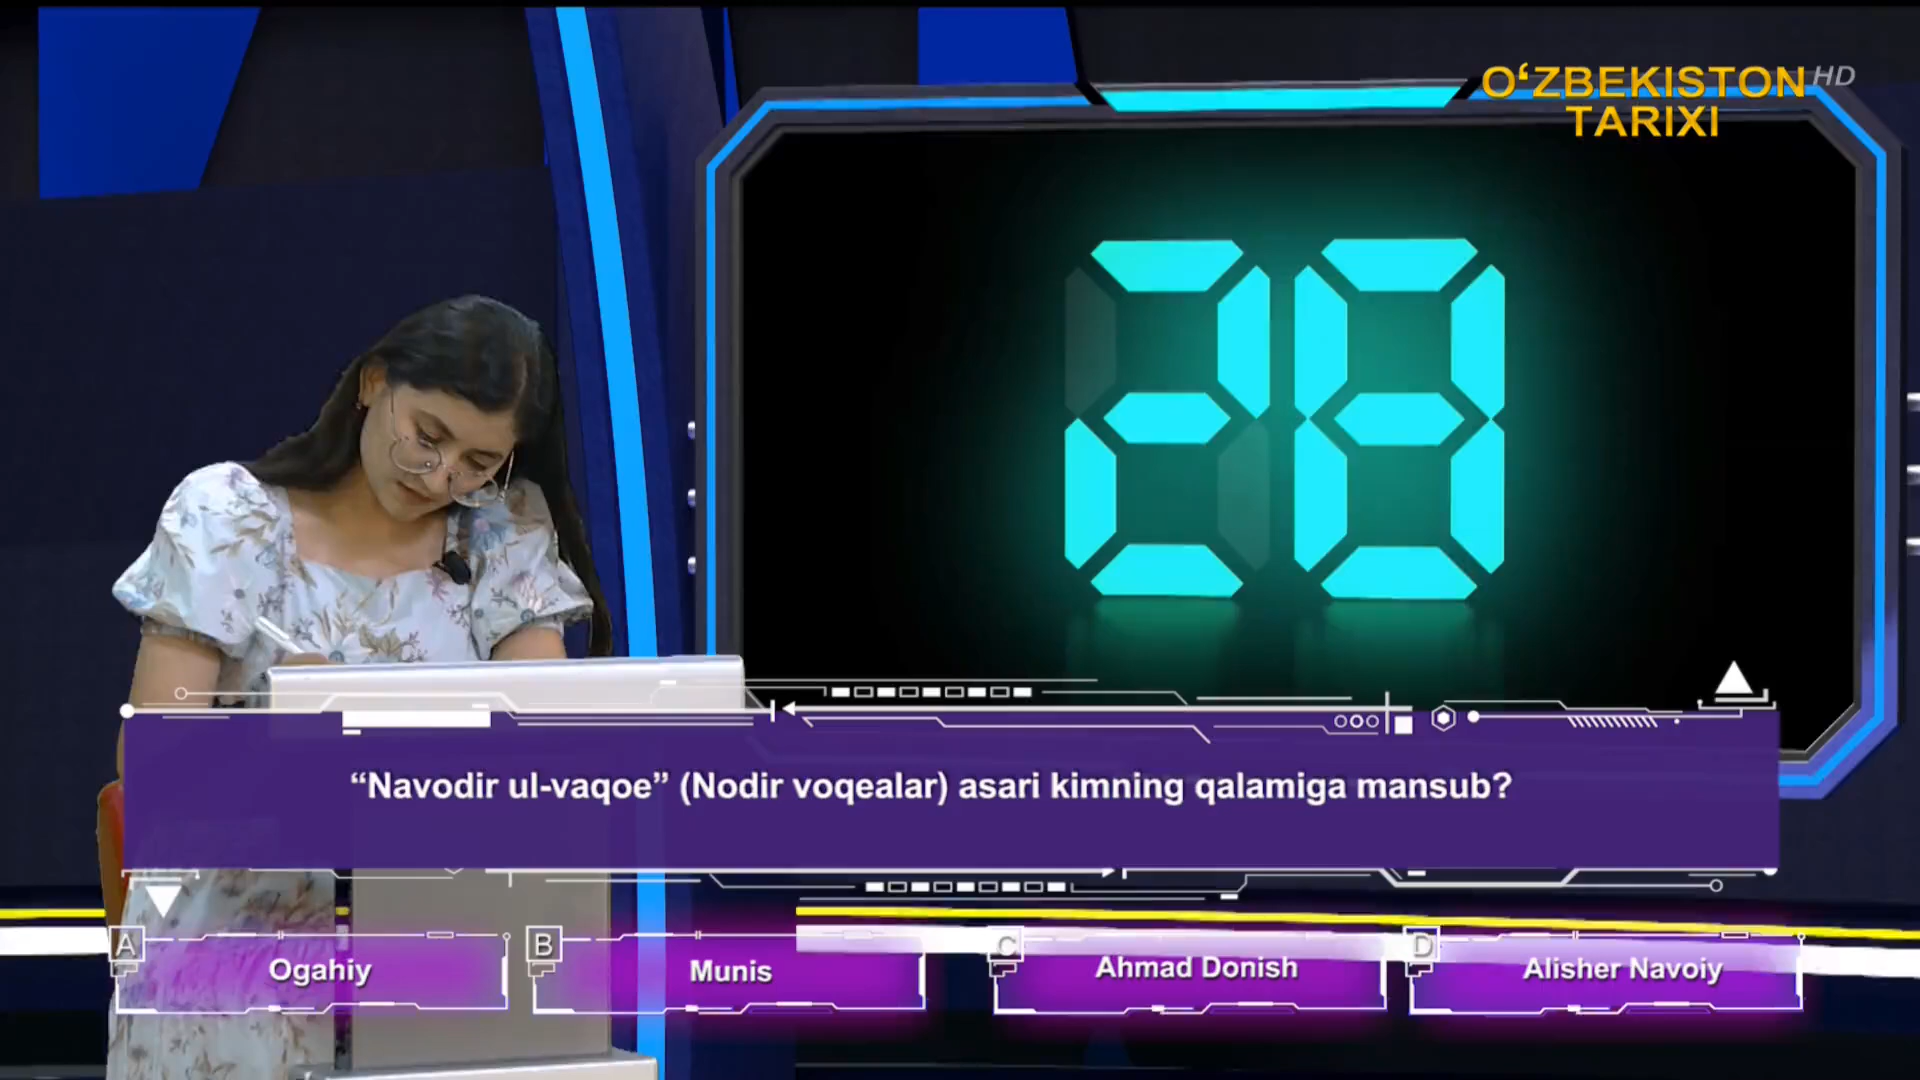 O‘ZBEKISTON HD
TARIXI
28
“Navodir ul-vaqoe” (Nodir voqealar) asari kimning qalamiga mansub?
A
Ogahiy
B
Munis
C
Ahmad Donish
D
Alisher Navoiy